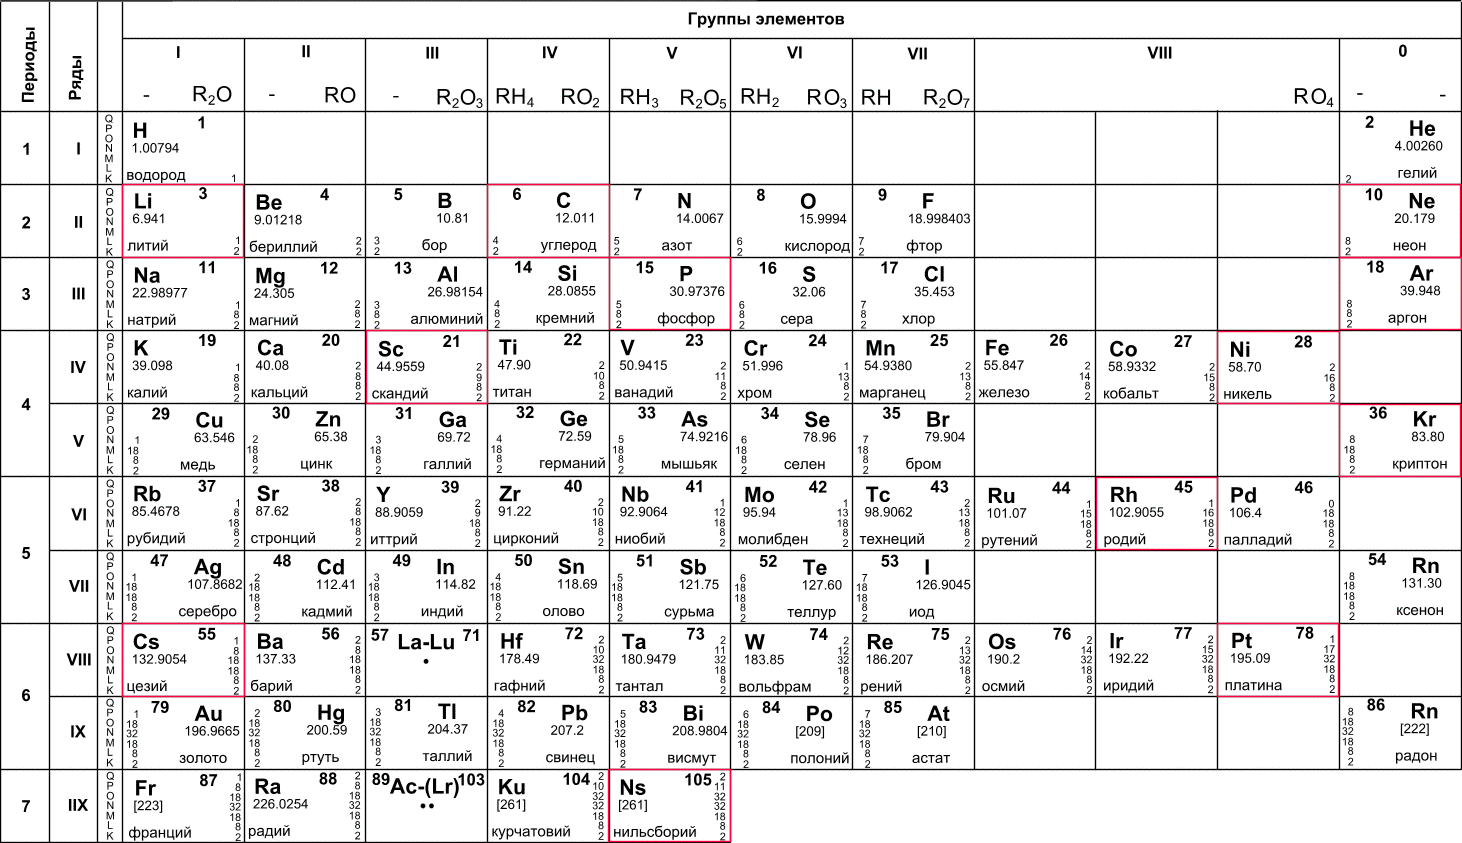 Периоды
Ряды
Группы элементов
I II III IV V VI VII VIII 0
- R₂O - RO - R₂O₃ RH₄ RO₂ RH₃ R₂O₅ RH₂ RO₃ RH R₂O₇ RO₄ - -
1 I Q P O N M L K
H 1
1.00794
водород 1
2 He
4.00260
2 гелий
2 II Q P O N M L K
Li 3
6.941
литий 1 2
Be 4
9.01218
бериллий 2 2
5 B
10.81
3 2 бор
6 C
12.011
4 2 углерод
7 N
14.0067
5 2 азот
8 O
15.9994
6 2 кислород
9 F
18.998403
7 2 фтор
10 Ne
20.179
8 2 неон
3 III Q P O N M L K
Na 11
22.98977
натрий 1 8 2
Mg 12
24.305
магний 2 8 2
13 Al
26.98154
3 8 2 алюминий
14 Si
28.0855
4 8 2 кремний
15 P
30.97376
5 8 2 фосфор
16 S
32.06
6 8 2 сера
17 Cl
35.453
7 8 2 хлор
18 Ar
39.948
8 8 2 аргон
4 IV Q P O N M L K
K 19
39.098
калий 1 8 8 2
Ca 20
40.08
кальций 2 8 8 2
Sc 21
44.9559
скандий 2 9 8 2
Ti 22
47.90
титан 2 10 8 2
V 23
50.9415
ванадий 2 11 8 2
Cr 24
51.996
хром 1 13 8 2
Mn 25
54.9380
марганец 2 13 8 2
Fe 26
55.847
железо 2 14 8 2
Co 27
58.9332
кобальт 2 15 8 2
Ni 28
58.70
никель 2 16 8 2
V Q P O N M L K
29 Cu
63.546
1 18 8 2 медь
30 Zn
65.38
2 18 8 2 цинк
31 Ga
69.72
3 18 8 2 галлий
32 Ge
72.59
4 18 8 2 германий
33 As
74.9216
5 18 8 2 мышьяк
34 Se
78.96
6 18 8 2 селен
35 Br
79.904
7 18 8 2 бром
36 Kr
83.80
8 18 8 2 криптон
5 VI Q P O N M L K
Rb 37
85.4678
рубидий 1 8 18 8 2
Sr 38
87.62
стронций 2 8 18 8 2
Y 39
88.9059
иттрий 2 9 18 8 2
Zr 40
91.22
цирконий 2 10 18 8 2
Nb 41
92.9064
ниобий 1 12 18 8 2
Mo 42
95.94
молибден 1 13 18 8 2
Tc 43
98.9062
технеций 2 13 18 8 2
Ru 44
101.07
рутений 1 15 18 8 2
Rh 45
102.9055
родий 1 16 18 8 2
Pd 46
106.4
палладий 0 18 18 8 2
VII Q P O N M L K
47 Ag
107.8682
1 18 18 8 2 серебро
48 Cd
112.41
2 18 18 8 2 кадмий
49 In
114.82
3 18 18 8 2 индий
50 Sn
118.69
4 18 18 8 2 олово
51 Sb
121.75
5 18 18 8 2 сурьма
52 Te
127.60
6 18 18 8 2 теллур
53 I
126.9045
7 18 18 8 2 иод
54 Rn
131.30
8 18 18 8 2 ксенон
6 VIII Q P O N M L K
Cs 55
132.9054
цезий 1 8 18 18 8 2
Ba 56
137.33
барий 2 8 18 18 8 2
57 La-Lu 71
•
Hf 72
178.49
гафний 2 10 32 18 8 2
Ta 73
180.9479
тантал 2 11 32 18 8 2
W 74
183.85
вольфрам 2 12 32 18 8 2
Re 75
186.207
рений 2 13 32 18 8 2
Os 76
190.2
осмий 2 14 32 18 8 2
Ir 77
192.22
иридий 2 15 32 18 8 2
Pt 78
195.09
платина 1 17 32 18 8 2
IX Q P O N M L K
79 Au
196.9665
1 18 32 18 8 2 золото
80 Hg
200.59
2 18 32 18 8 2 ртуть
81 Tl
204.37
3 18 32 18 8 2 таллий
82 Pb
207.2
4 18 32 18 8 2 свинец
83 Bi
208.9804
5 18 32 18 8 2 висмут
84 Po
[209]
6 18 32 18 8 2 полоний
85 At
[210]
7 18 32 18 8 2 астат
86 Rn
[222]
8 18 32 18 8 2 радон
7 IIX Q P O N M L K
Fr 87
[223]
франций 1 8 18 32 18 8 2
Ra 88
226.0254
радий 2 8 18 32 18 8 2
89 Ac-(Lr) 103
••
Ku 104
[261]
курчатовий 2 10 32 32 18 8 2
Ns 105
[261]
нильсборий 2 11 32 32 18 8 2